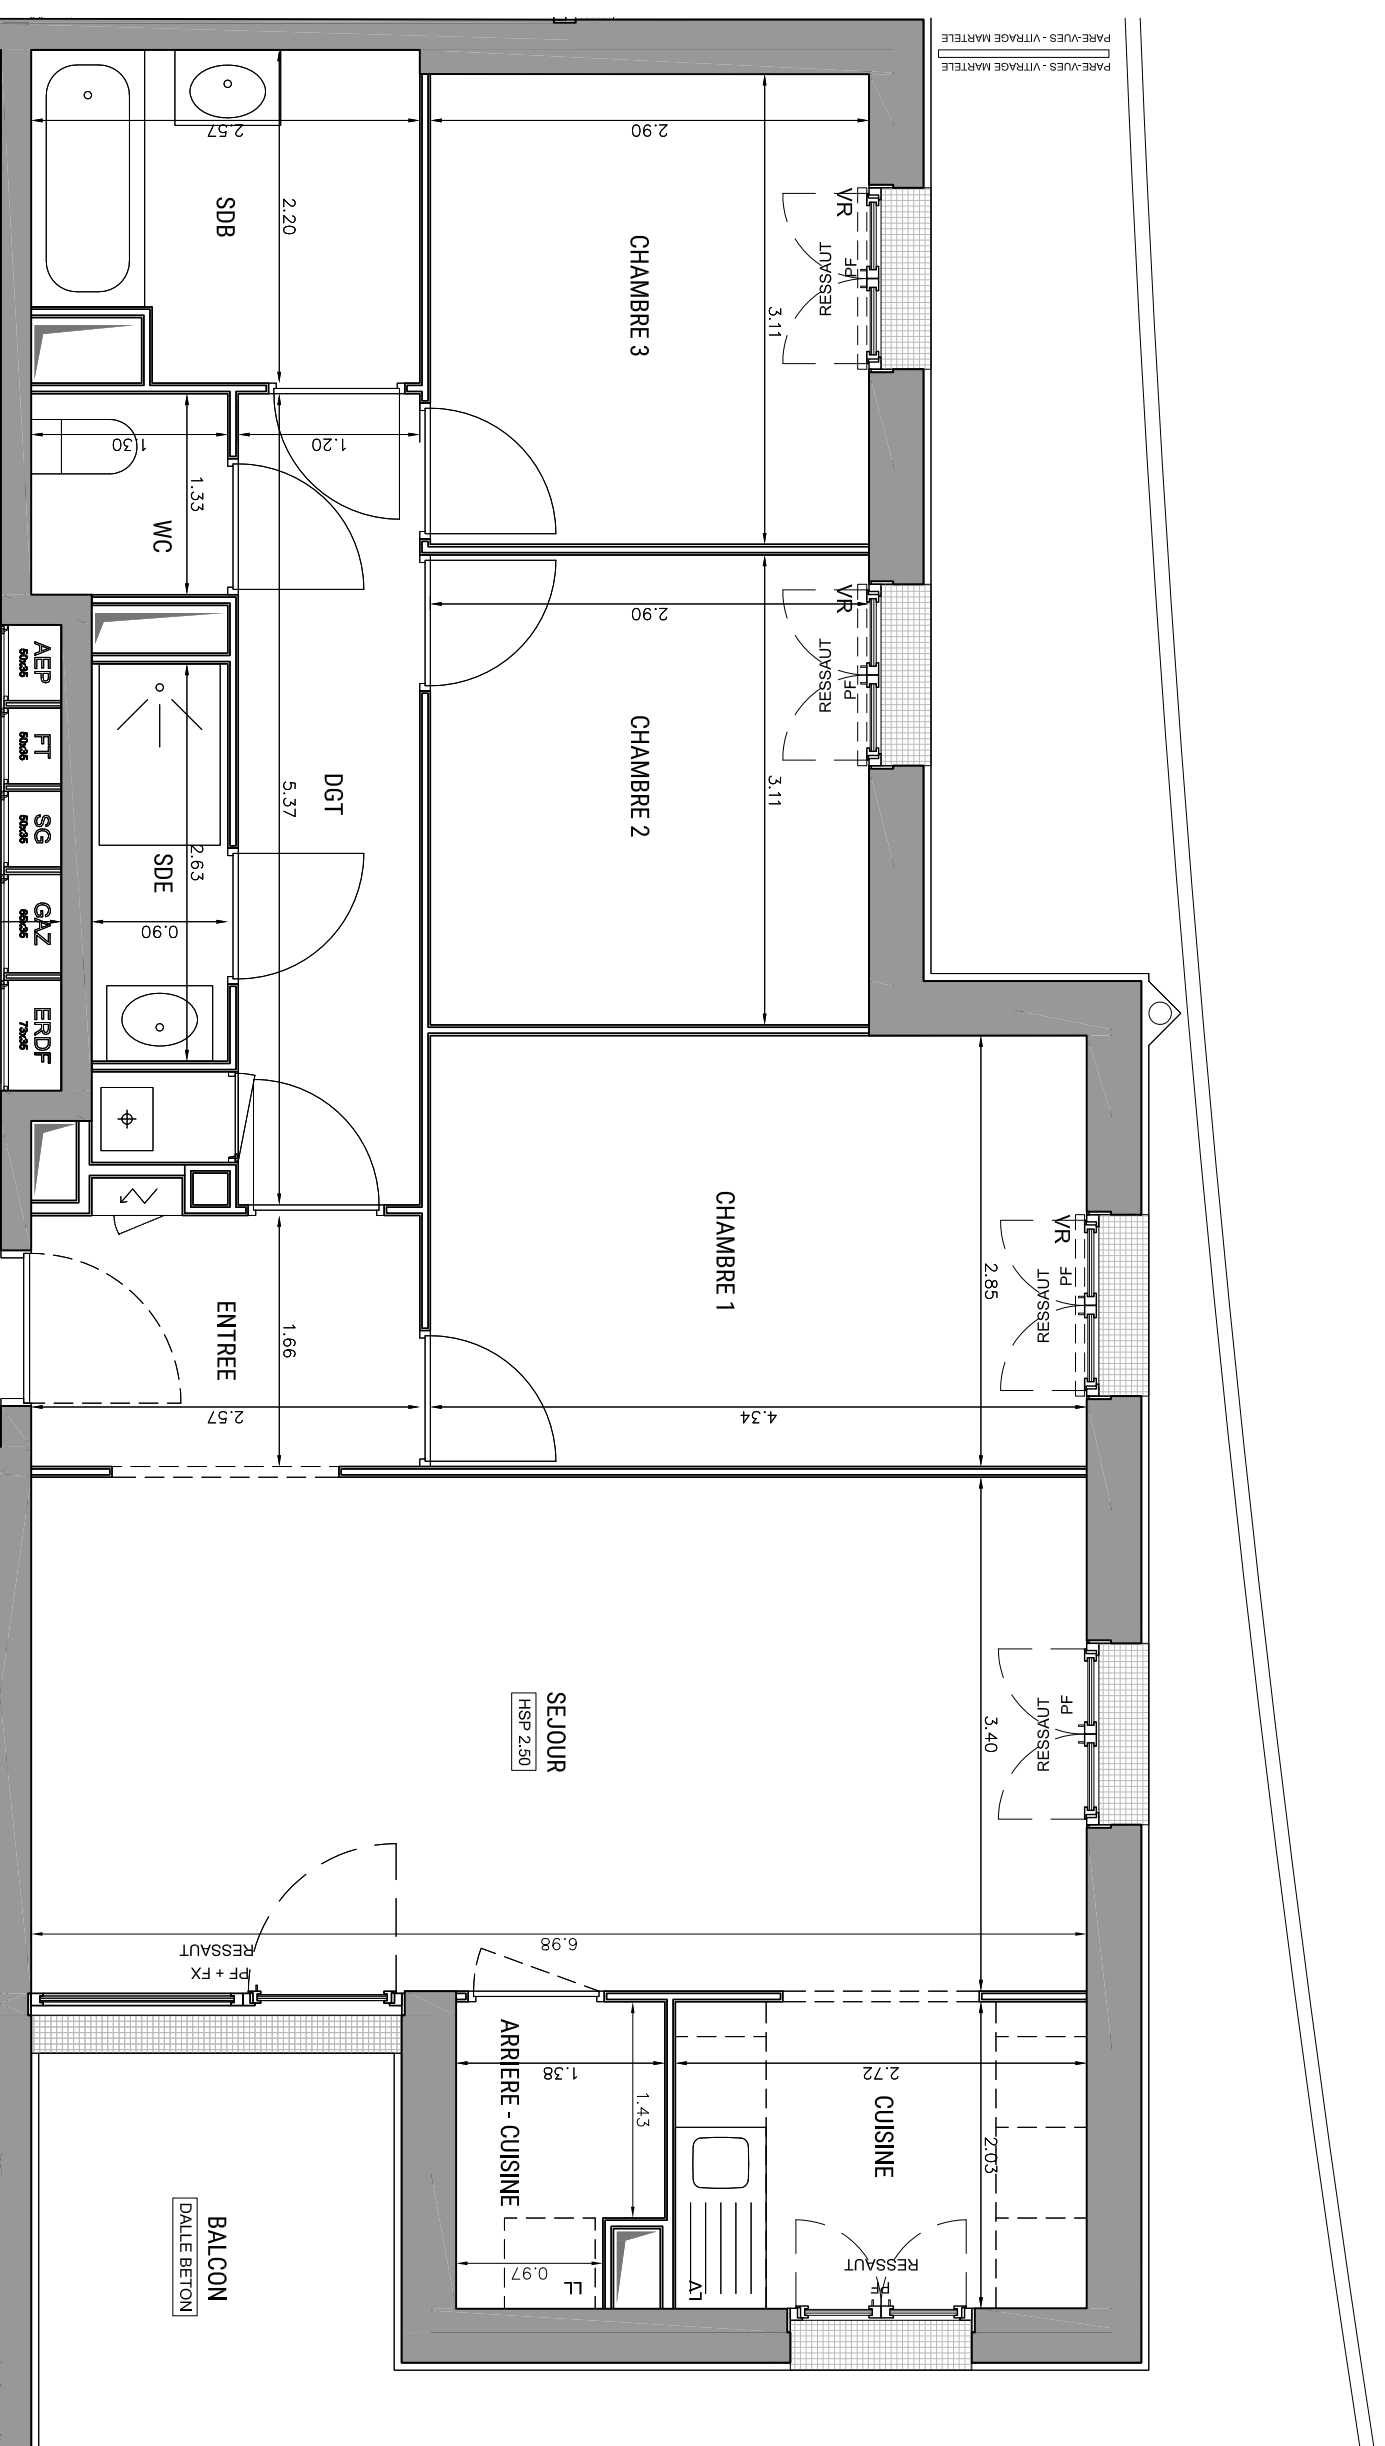 PARE-VUES - VITRAGE MARTELE
PARE-VUES - VITRAGE MARTELE
2.57
2.20
SDB
2.90
3.11
CHAMBRE 3
VR
PF
RESSAUT
1.30
1.33
WC
1.20
2.90
3.11
CHAMBRE 2
VR
PF
RESSAUT
AEP
50x35
FT
50x35
SG
50x35
GAZ
65x35
ERDF
73x35
DGT
5.37
2.63
SDE
0.90
CHAMBRE 1
2.85
4.34
VR
PF
RESSAUT
ENTREE
1.66
2.57
SEJOUR
HSP 2.50
3.40
PF
RESSAUT
6.98
RESSAUT
PF + FX
ARRIERE - CUISINE
1.38
1.43
0.97
LL
CUISINE
2.72
2.03
LV
RESSAUT
PF
BALCON
DALLE BETON